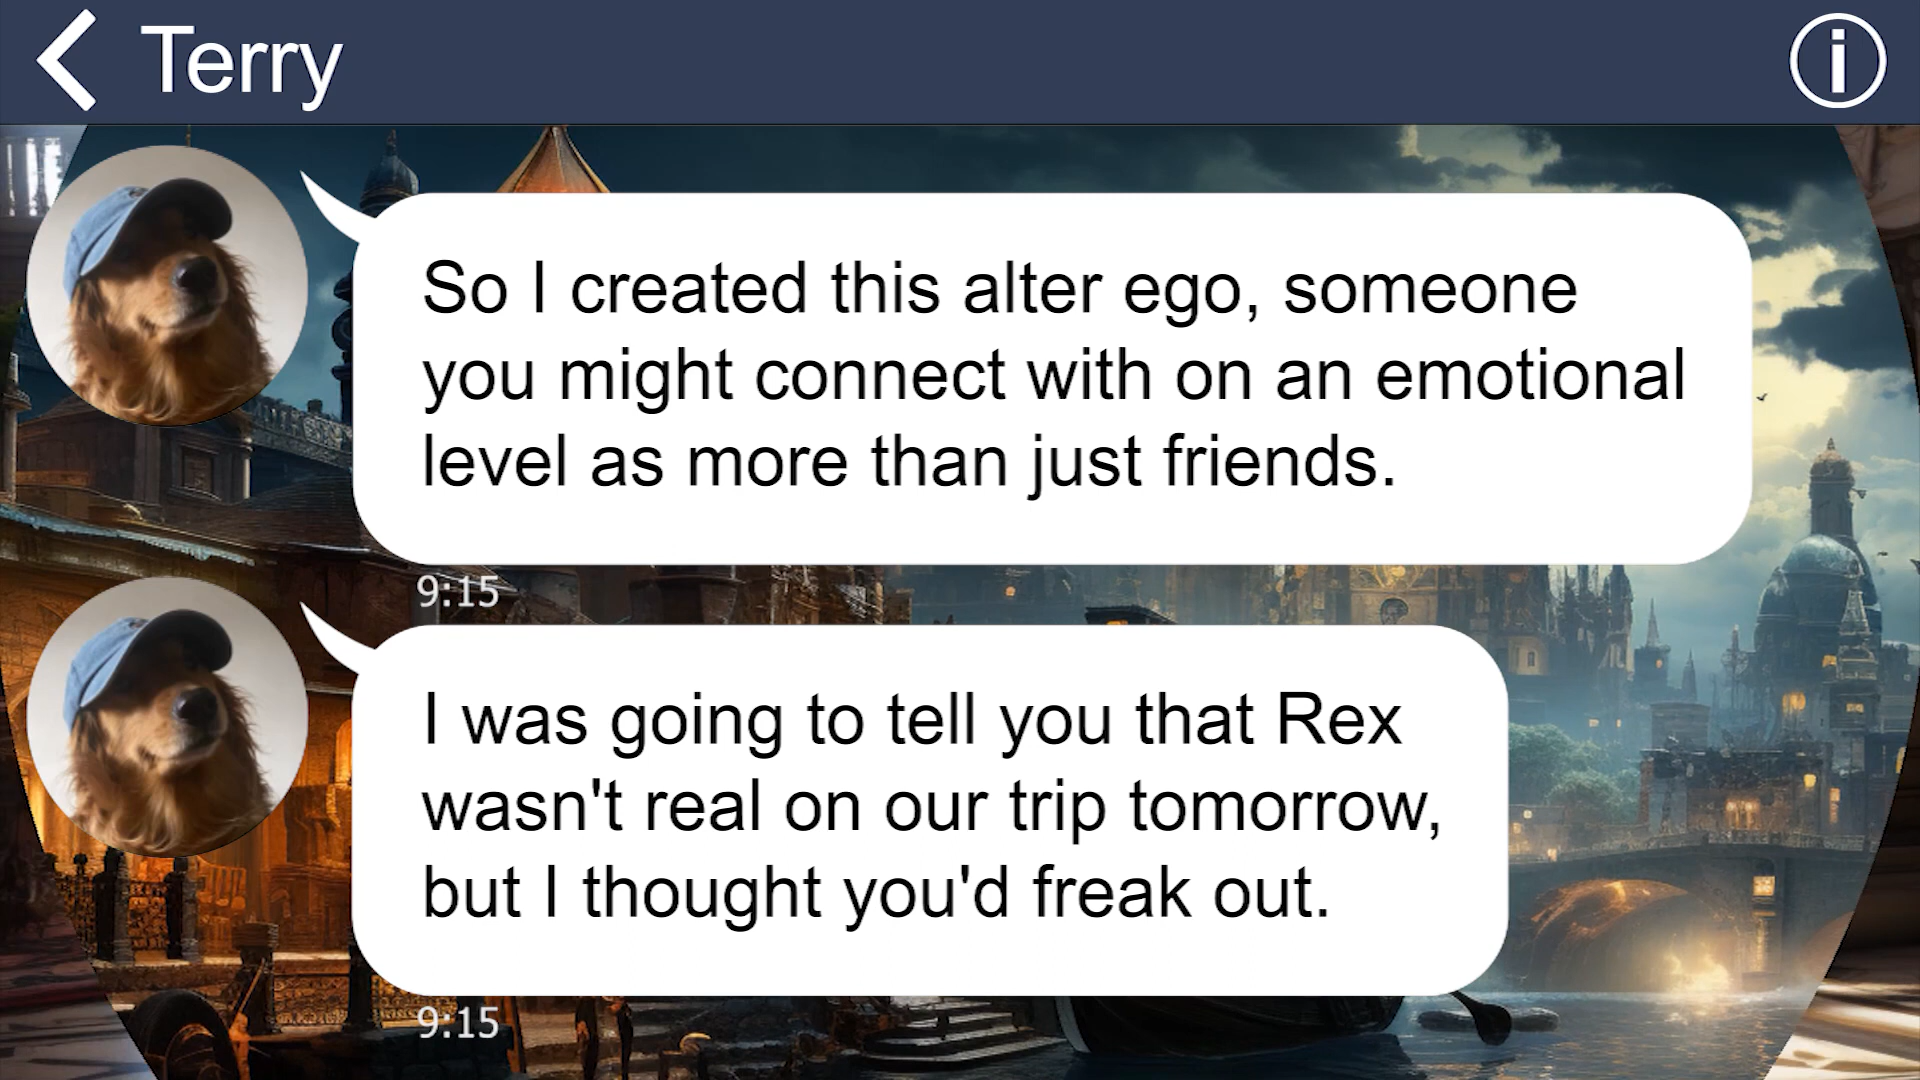 Terry
So I created this alter ego, someone
you might connect with on an emotional
level as more than just friends.
9:15
I was going to tell you that Rex
wasn't real on our trip tomorrow,
but I thought you'd freak out.
9:15